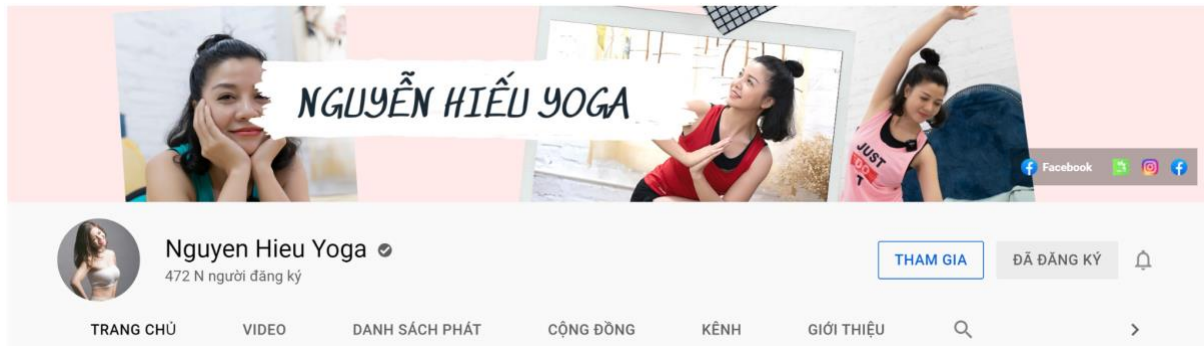 NGUYỄN HIẾU YOGA
JUST
DO
Facebook
Nguyen Hieu Yoga
472 N người đăng ký
THAM GIA
ĐÃ ĐĂNG KÝ
TRANG CHỦ VIDEO DANH SÁCH PHÁT CỘNG ĐỒNG KÊNH GIỚI THIỆU